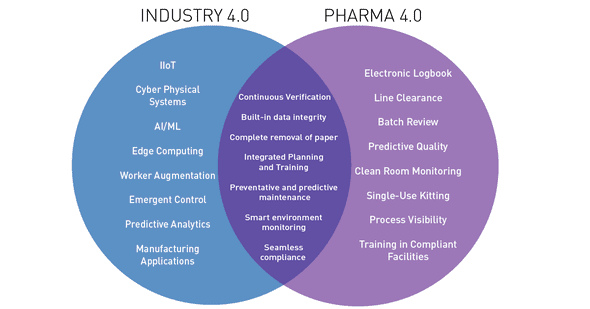 INDUSTRY 4.0
PHARMA 4.0
IIoT
Cyber Physical
Systems
AI/ML
Edge Computing
Worker Augmentation
Emergent Control
Predictive Analytics
Manufacturing
Applications
Continuous Verification
Built-in data integrity
Complete removal of paper
Integrated Planning
and Training
Preventative and predictive
maintenance
Smart environment
monitoring
Seamless
compliance
Electronic Logbook
Line Clearance
Batch Review
Predictive Quality
Clean Room Monitoring
Single-Use Kitting
Process Visibility
Training in Compliant
Facilities